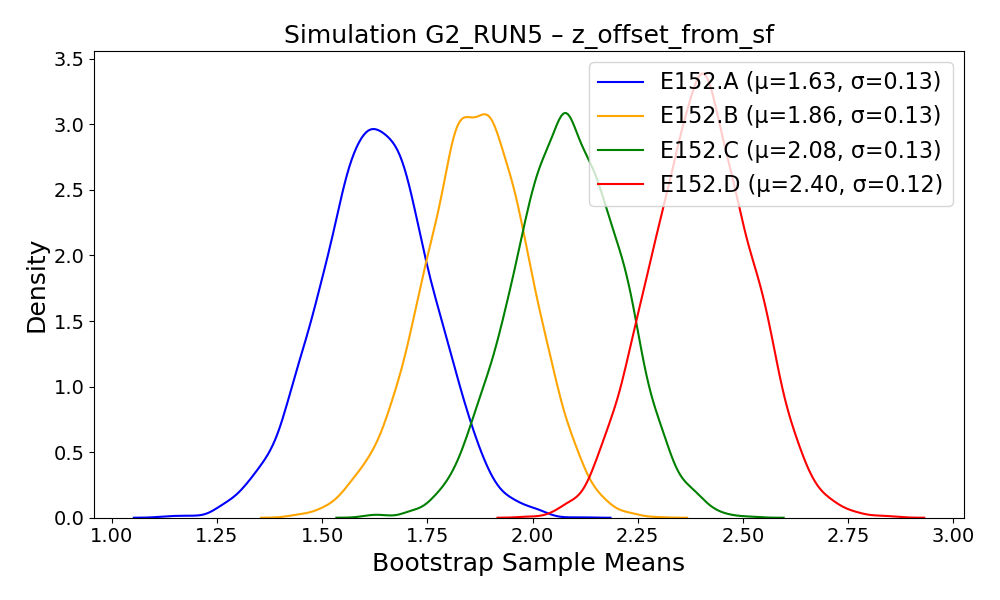 Simulation G2_RUN5 – z_offset_from_sf
E152.A (μ=1.63, σ=0.13)
E152.B (μ=1.86, σ=0.13)
E152.C (μ=2.08, σ=0.13)
E152.D (μ=2.40, σ=0.12)
Density
3.5
3.0
2.5
2.0
1.5
1.0
0.5
0.0
1.00 1.25 1.50 1.75 2.00 2.25 2.50 2.75 3.00
Bootstrap Sample Means